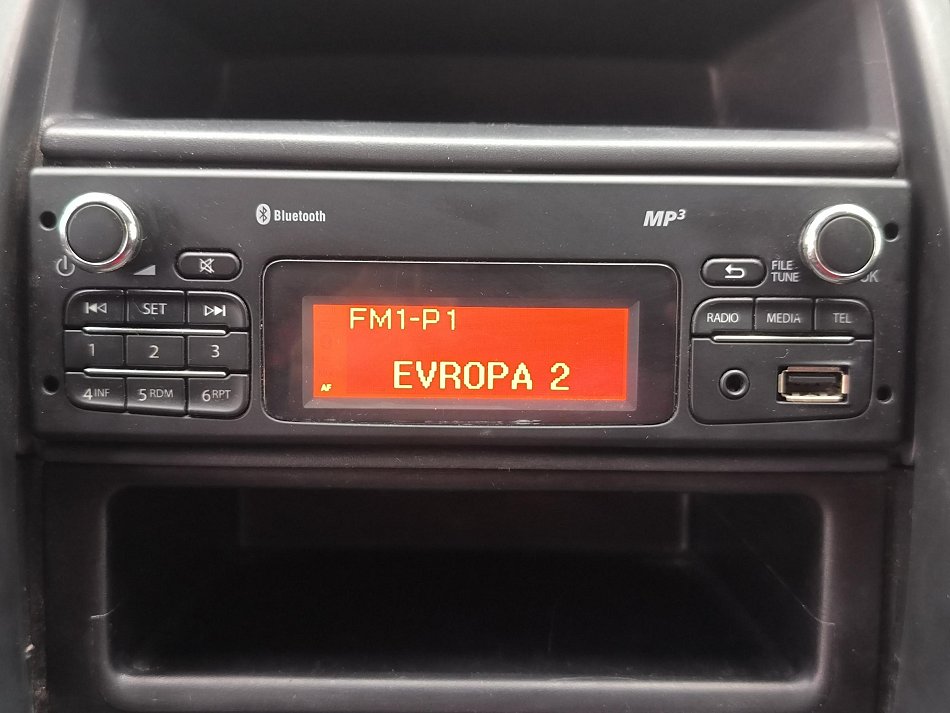 Bluetooth
MP3
FILE
TUNE
OK
SET
RADIO
MEDIA
TEL
FM1-P1
1
2
3
EVROPA 2
AF
4INF
5RDM
6RPT